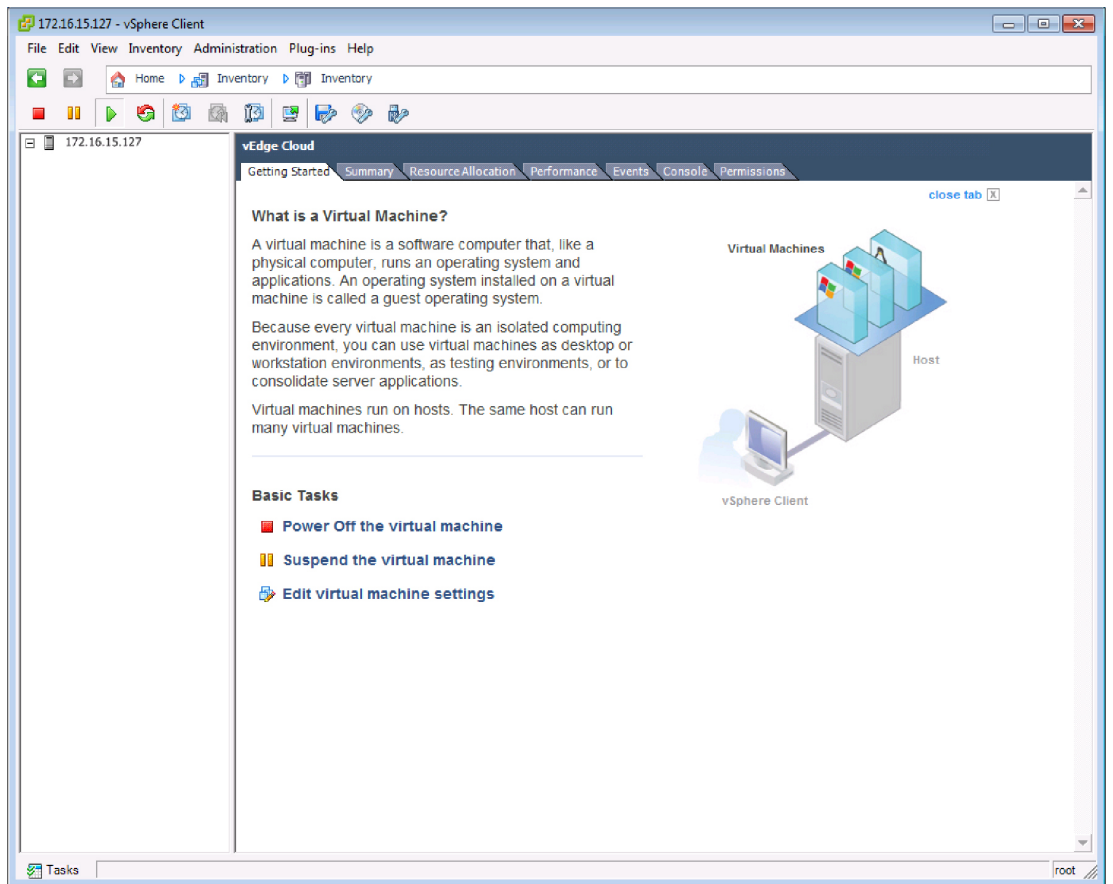 172.16.15.127 - vSphere Client
File Edit View Inventory Administration Plug-ins Help
Home Inventory Inventory
172.16.15.127
vEdge Cloud
Getting Started Summary Resource Allocation Performance Events Console Permissions
close tab X
What is a Virtual Machine?
A virtual machine is a software computer that, like a
physical computer, runs an operating system and
applications. An operating system installed on a virtual
machine is called a guest operating system.
Because every virtual machine is an isolated computing
environment, you can use virtual machines as desktop or
workstation environments, as testing environments, or to
consolidate server applications.
Virtual machines run on hosts. The same host can run
many virtual machines.
Virtual Machines
Host
vSphere Client
Basic Tasks
Power Off the virtual machine
Suspend the virtual machine
Edit virtual machine settings
Tasks
root